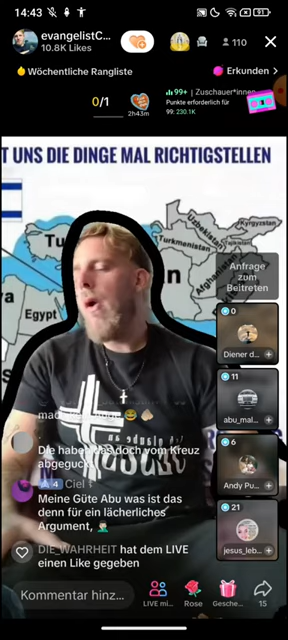 14:43
91
evangelistC...
10.8K Likes
110
Wöchentliche Rangliste
Erkunden >
0/1
2h43m
99+ | Zuschauer*innen
Punkte erforderlich für
99: 230.1K
T UNS DIE DINGE MAL RICHTIGSTELLEN
Uzbekistan
Kyrgyzstan
Turkmenistan
Tajikistan
Afghanistan
Tu
n
Egypt
Anfrage
zum
Beitreten
0
Diener d...
11
abu_mal...
6
Andy Pu...
21
jesus_leb...
Die haben das doch vom Kreuz
abgeguckt
4 Ciel
Meine Güte Abu was ist das
denn für ein lächerliches
Argument,
DIE_WAHRHEIT hat dem LIVE
einen Like gegeben
Kommentar hinz...
LIVE mi...
Rose
Gesche...
15